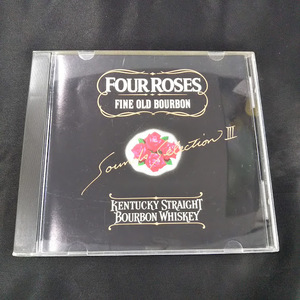 FOUR ROSES
FINE OLD BOURBON
Sound Selection III
KENTUCKY STRAIGHT
BOURBON WHISKEY